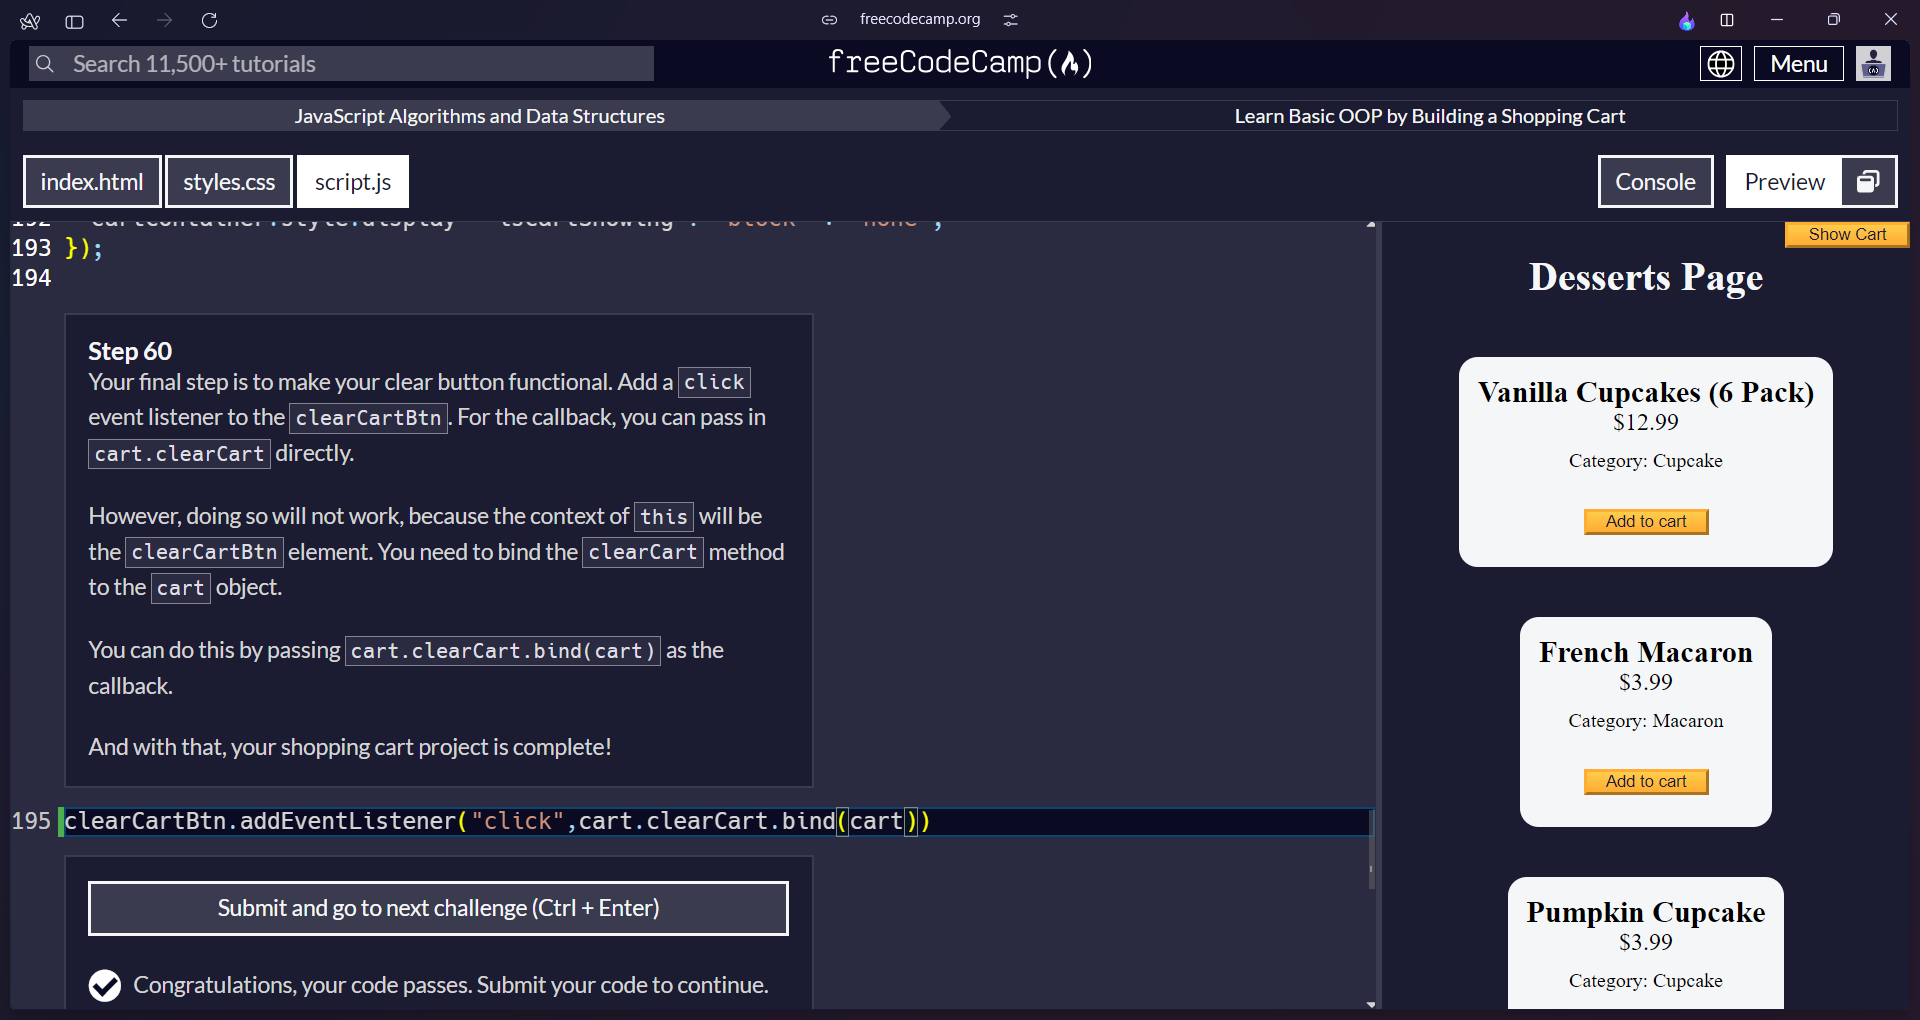 freecodecamp.org
Search 11,500+ tutorials
freeCodeCamp(🔥)
Menu
JavaScript Algorithms and Data Structures
Learn Basic OOP by Building a Shopping Cart
index.html
styles.css
script.js
Console
Preview
193 });
194
Step 60
Your final step is to make your clear button functional. Add a click
event listener to the clearCartBtn. For the callback, you can pass in
cart.clearCart directly.
However, doing so will not work, because the context of this will be
the clearCartBtn element. You need to bind the clearCart method
to the cart object.
You can do this by passing cart.clearCart.bind(cart) as the
callback.
And with that, your shopping cart project is complete!
195 clearCartBtn.addEventListener("click",cart.clearCart.bind(cart))
Submit and go to next challenge (Ctrl + Enter)
Congratulations, your code passes. Submit your code to continue.
Show Cart
Desserts Page
Vanilla Cupcakes (6 Pack)
$12.99
Category: Cupcake
Add to cart
French Macaron
$3.99
Category: Macaron
Add to cart
Pumpkin Cupcake
$3.99
Category: Cupcake